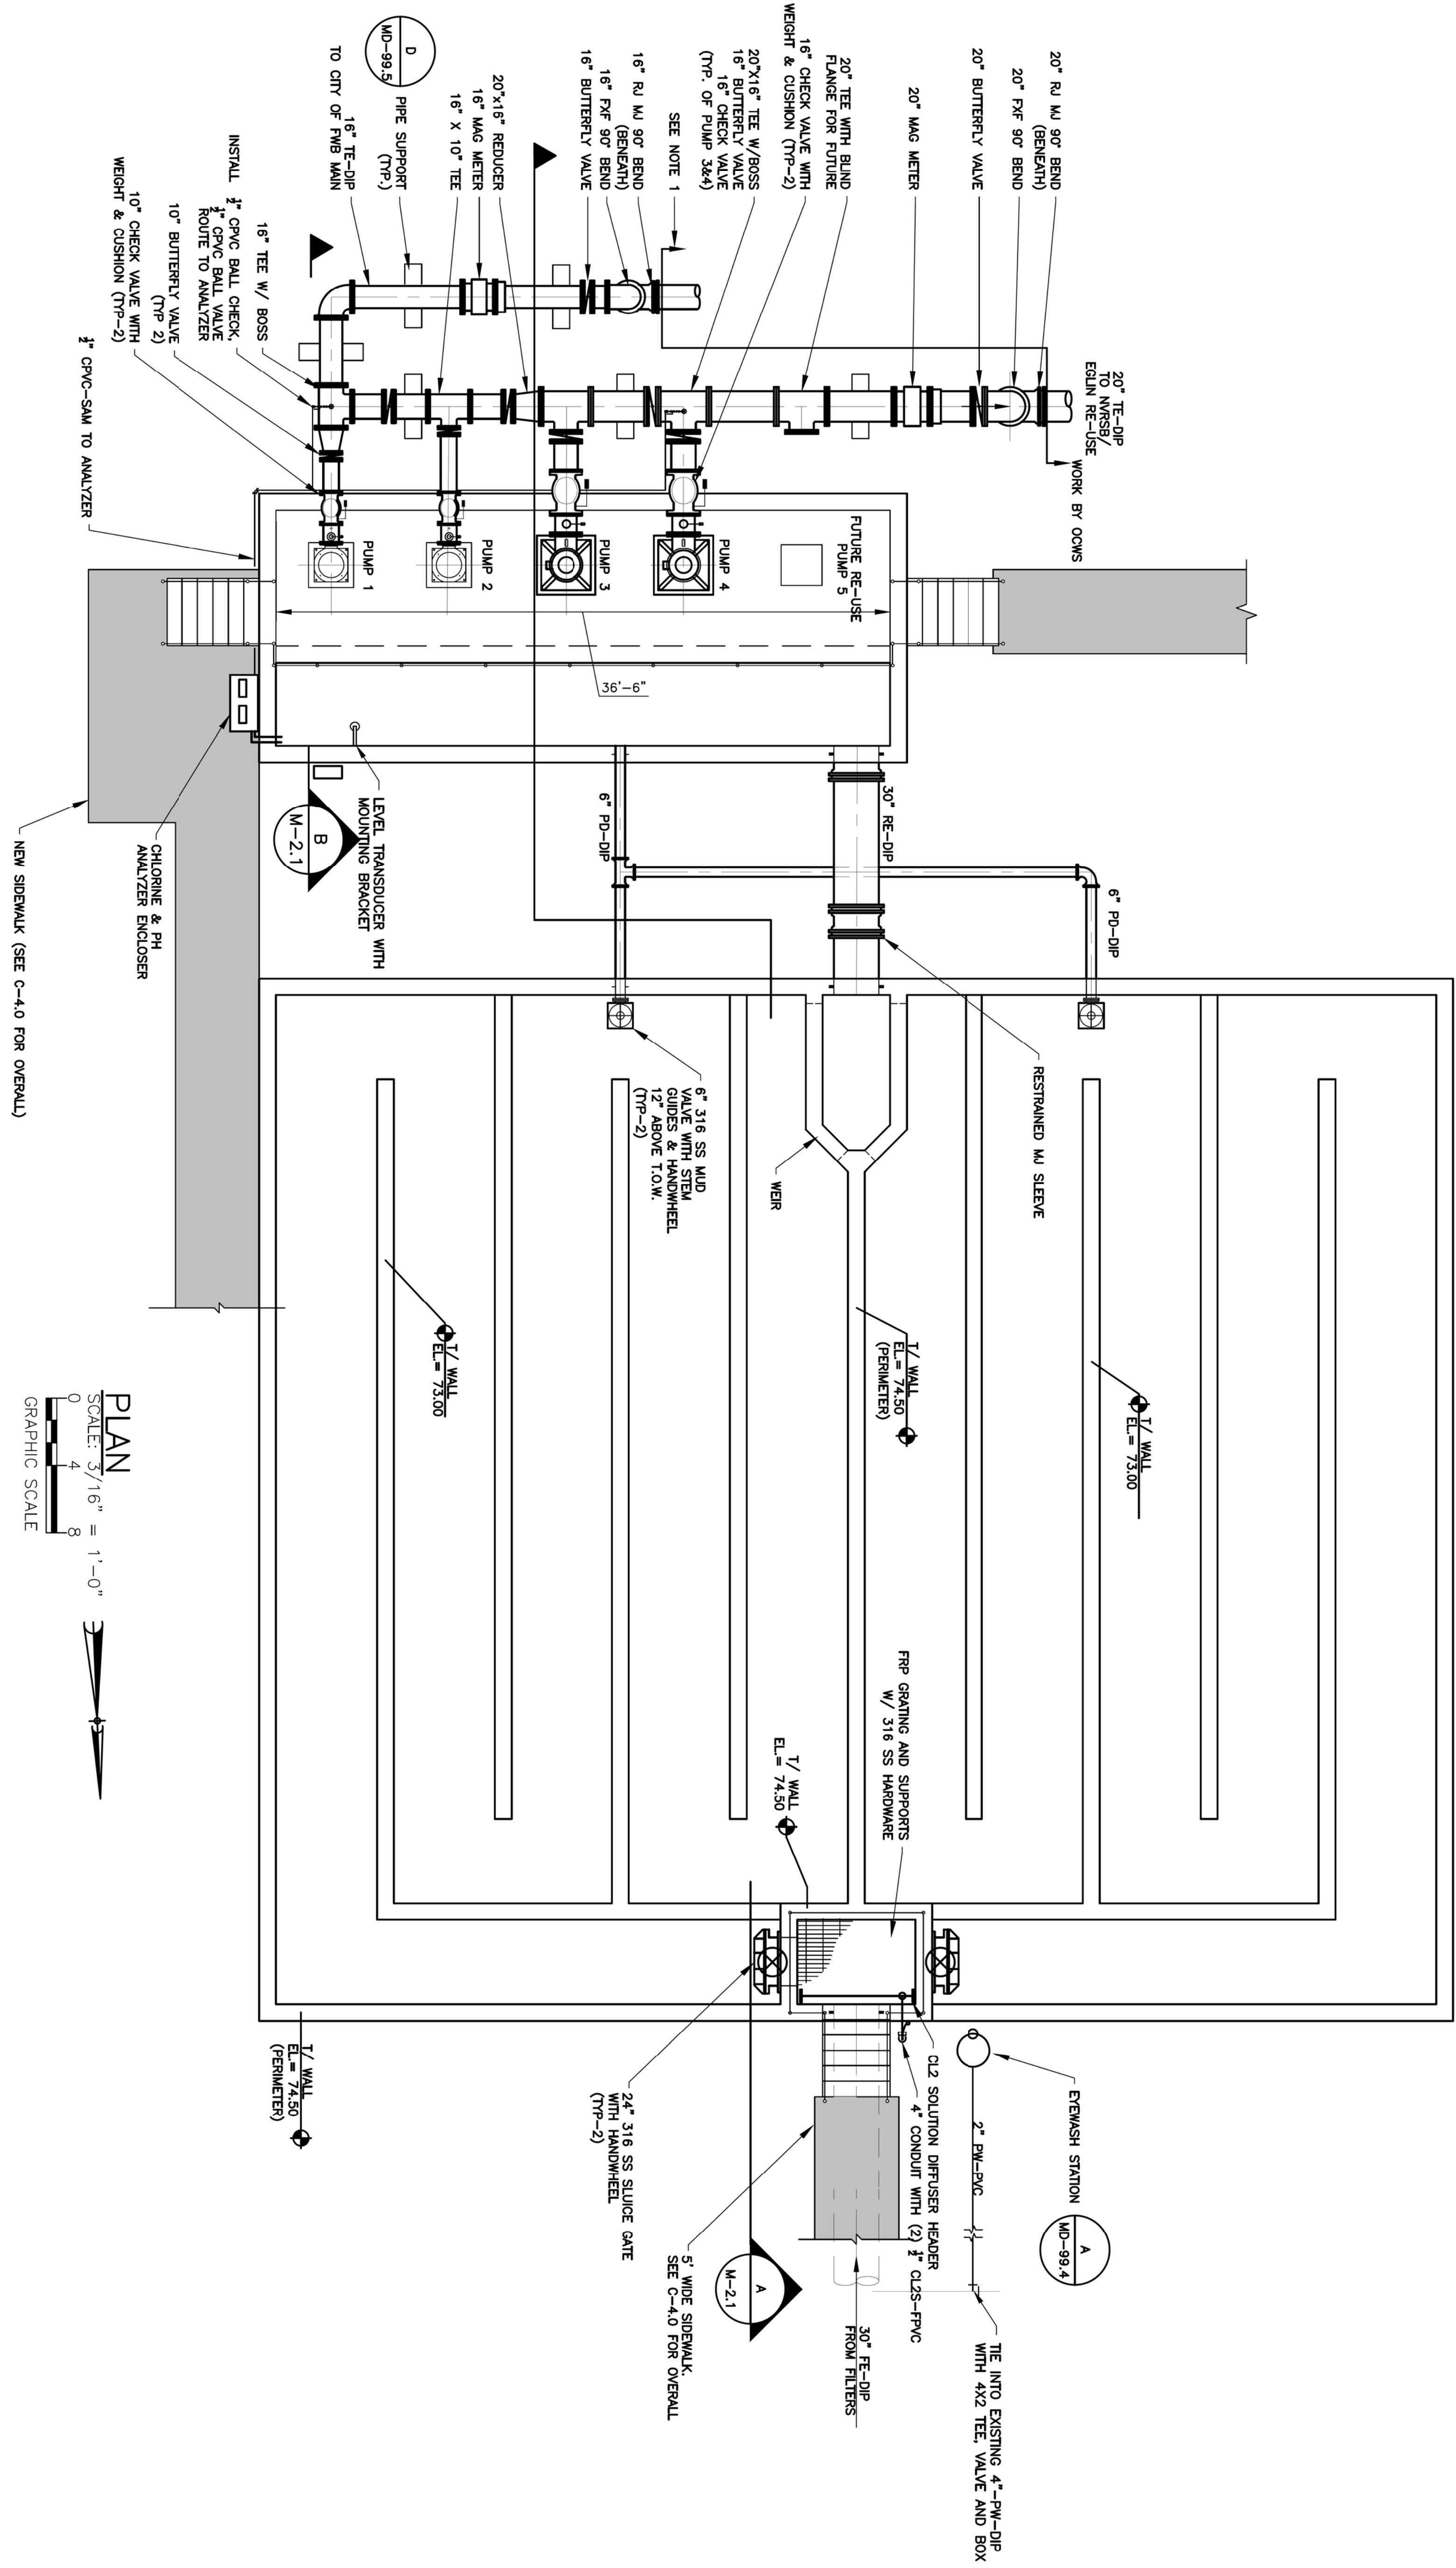 20" RJ MJ 90° BEND
(BENEATH)
20" FXF 90° BEND
20" BUTTERFLY VALVE
20" MAG METER
20" TEE WITH BLIND
FLANGE FOR FUTURE
16" CHECK VALVE WITH
WEIGHT & CUSHION (TYP-2)
20"X16" TEE W/BOSS
16" BUTTERFLY VALVE
16" CHECK VALVE
(TYP. OF PUMP 3&4)
SEE NOTE 1
16" RJ MJ 90° BEND
(BENEATH)
16" FXF 90° BEND
16" BUTTERFLY VALVE
20"x16" REDUCER
16" MAG METER
16" X 10" TEE
D
MD-99.5
PIPE SUPPORT
(TYP.)
16" TE-DIP
TO CITY OF FWB MAIN
16" TEE W/ BOSS
INSTALL ½" CPVC BALL CHECK,
½" CPVC BALL VALVE
ROUTE TO ANALYZER
10" BUTTERFLY VALVE
(TYP 2)
10" CHECK VALVE WITH
WEIGHT & CUSHION (TYP-2)
½" CPVC-SAM TO ANALYZER
20" TE-DIP
TO NVRSB/
EGLIN RE-USE
WORK BY OCWS
FUTURE RE-USE
PUMP 5
PUMP 4
PUMP 3
PUMP 2
PUMP 1
36'-6"
30" RE-DIP
6" PD-DIP
6" PD-DIP
LEVEL TRANSDUCER WITH
MOUNTING BRACKET
B
M-2.1
CHLORINE & PH
ANALYZER ENCLOSER
NEW SIDEWALK (SEE C-4.0 FOR OVERALL)
RESTRAINED MJ SLEEVE
WEIR
6" 316 SS MUD
VALVE WITH STEM
GUIDES & HANDWHEEL
12" ABOVE T.O.W.
(TYP-2)
T/ WALL
EL.= 73.00
T/ WALL
EL.= 74.50
(PERIMETER)
T/ WALL
EL.= 73.00
FRP GRATING AND SUPPORTS
W/ 316 SS HARDWARE
T/ WALL
EL.= 74.50
T/ WALL
EL.= 74.50
(PERIMETER)
EYEWASH STATION
A
MD-99.4
2" PW-PVC
TIE INTO EXISTING 4"-PW-DIP
WITH 4X2 TEE, VALVE AND BOX
CL2 SOLUTION DIFFUSER HEADER
4" CONDUIT WITH (2) ½" CL2S-FPVC
30" FE-DIP
FROM FILTERS
24" 316 SS SLUICE GATE
WITH HANDWHEEL
(TYP-2)
5' WIDE SIDEWALK.
SEE C-4.0 FOR OVERALL
A
M-2.1
PLAN
SCALE: 3/16" = 1'-0"
0 4 8
GRAPHIC SCALE